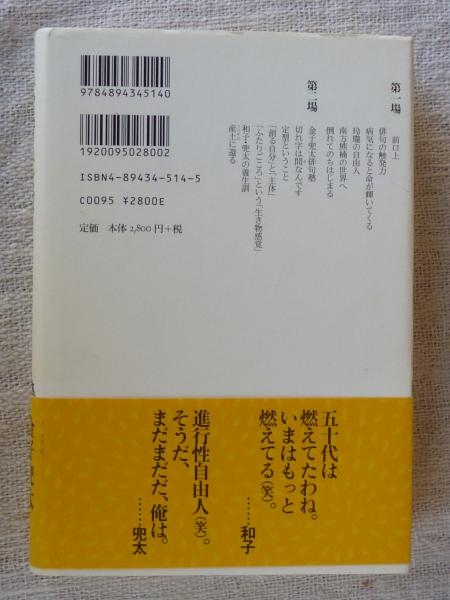 9784894345140
1920095028002
ISBN4-89434-514-5
C0095 ¥2800E
定価 本体2,800円+税
第一場
前口上
俳句の触発力
病気になると命が輝いてくる
玲瓏の自由人
南方熊楠の世界へ
倒れてのちはじまる
第二場
金子兜太俳句塾
切れ字は間なんです
定型ということ
「創る自分」と「主体」
「ふたりごころ」という「生き物感覚」
和子・兜太の養生訓
産土に還る
五十代は
燃えてたわね。
いまはもっと
燃えてる(笑)。
……和子
進行性自由人(笑)。
そうだ、
まだまだだ、俺は。
……兜太